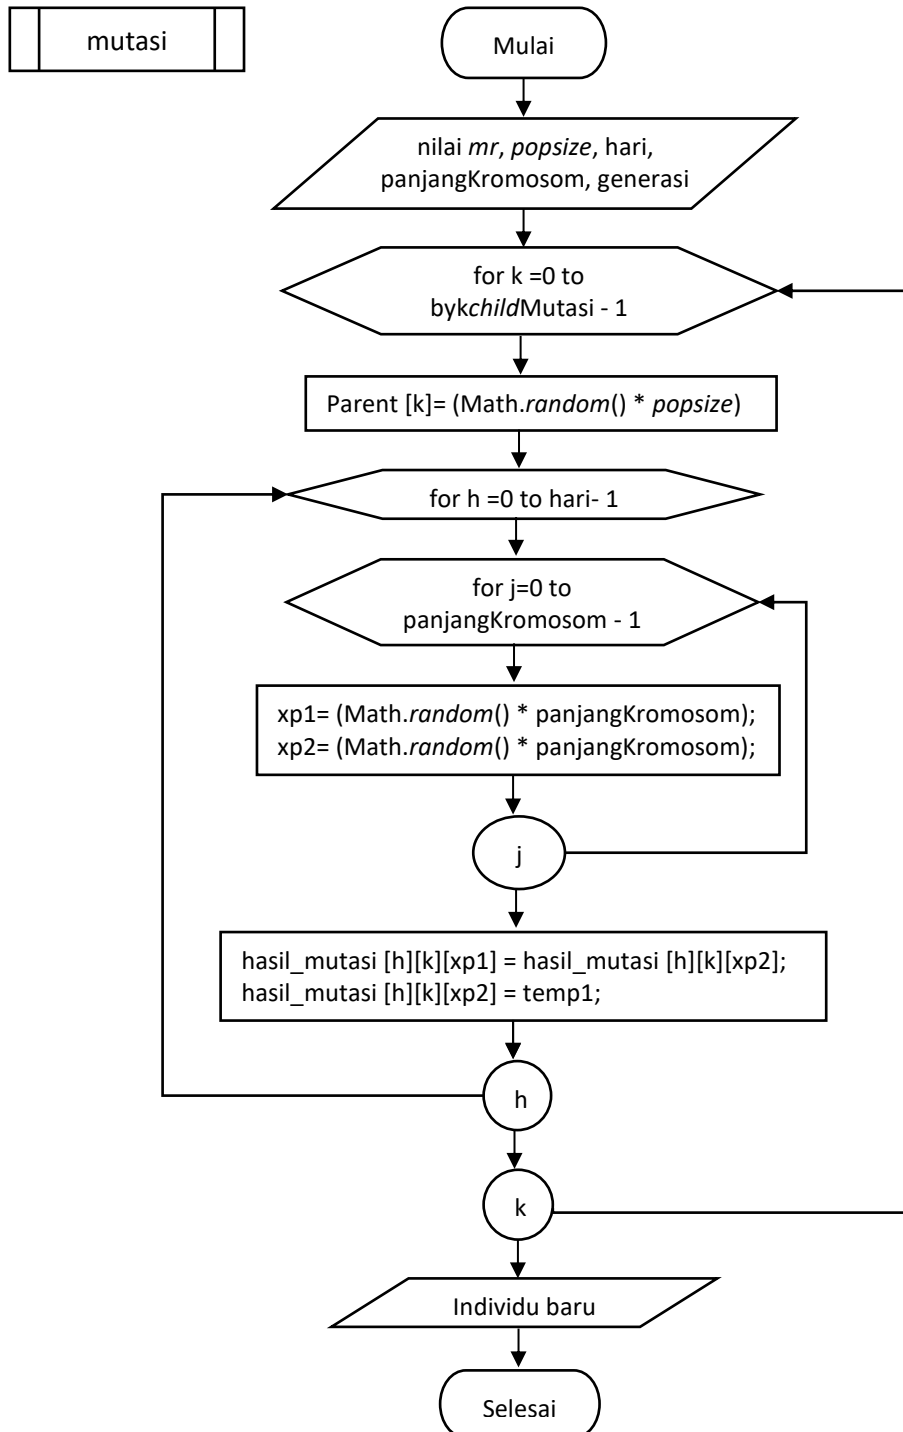 mutasi
Mulai
nilai mr, popsize, hari,
panjangKromosom, generasi
for k =0 to
bykchildMutasi - 1
Parent [k]= (Math.random() * popsize)
for h =0 to hari- 1
for j=0 to
panjangKromosom - 1
xp1= (Math.random() * panjangKromosom);
xp2= (Math.random() * panjangKromosom);
j
hasil_mutasi [h][k][xp1] = hasil_mutasi [h][k][xp2];
hasil_mutasi [h][k][xp2] = temp1;
h
k
Individu baru
Selesai